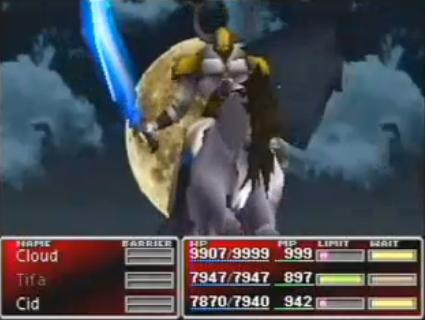 NAME BARRIER HP MP LIMIT WAIT
Cloud 9907/9999 999
Tifa 7947/7947 897
Cid 7870/7940 942